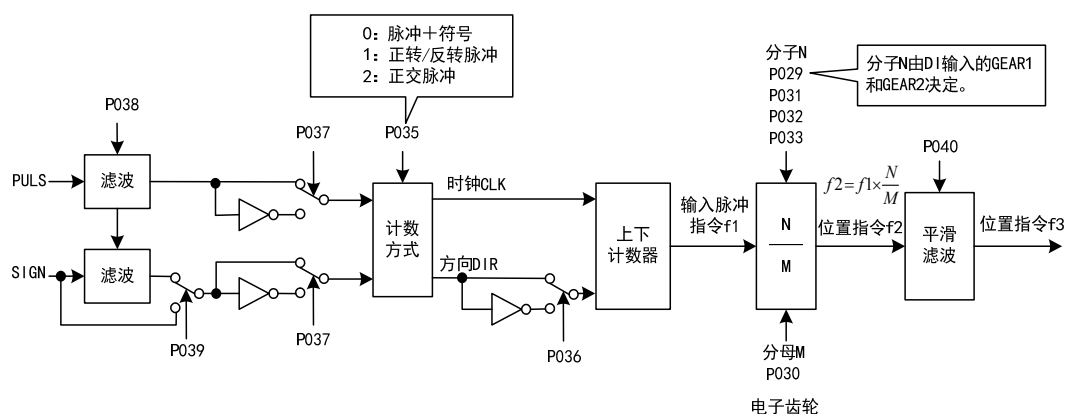 0: 脉冲＋符号
1: 正转/反转脉冲
2: 正交脉冲
分子N
P029
P031
P032
P033
分子N由DI输入的GEAR1
和GEAR2决定。
P038
P037
P035
P040
PULS
滤波
时钟CLK
计数
方式
上下
计数器
输入脉冲
指令f1
N
M
f2=f1×N/M
位置指令f2
平滑
滤波
位置指令f3
SIGN
滤波
方向DIR
P039
P037
P036
分母M
P030
电子齿轮